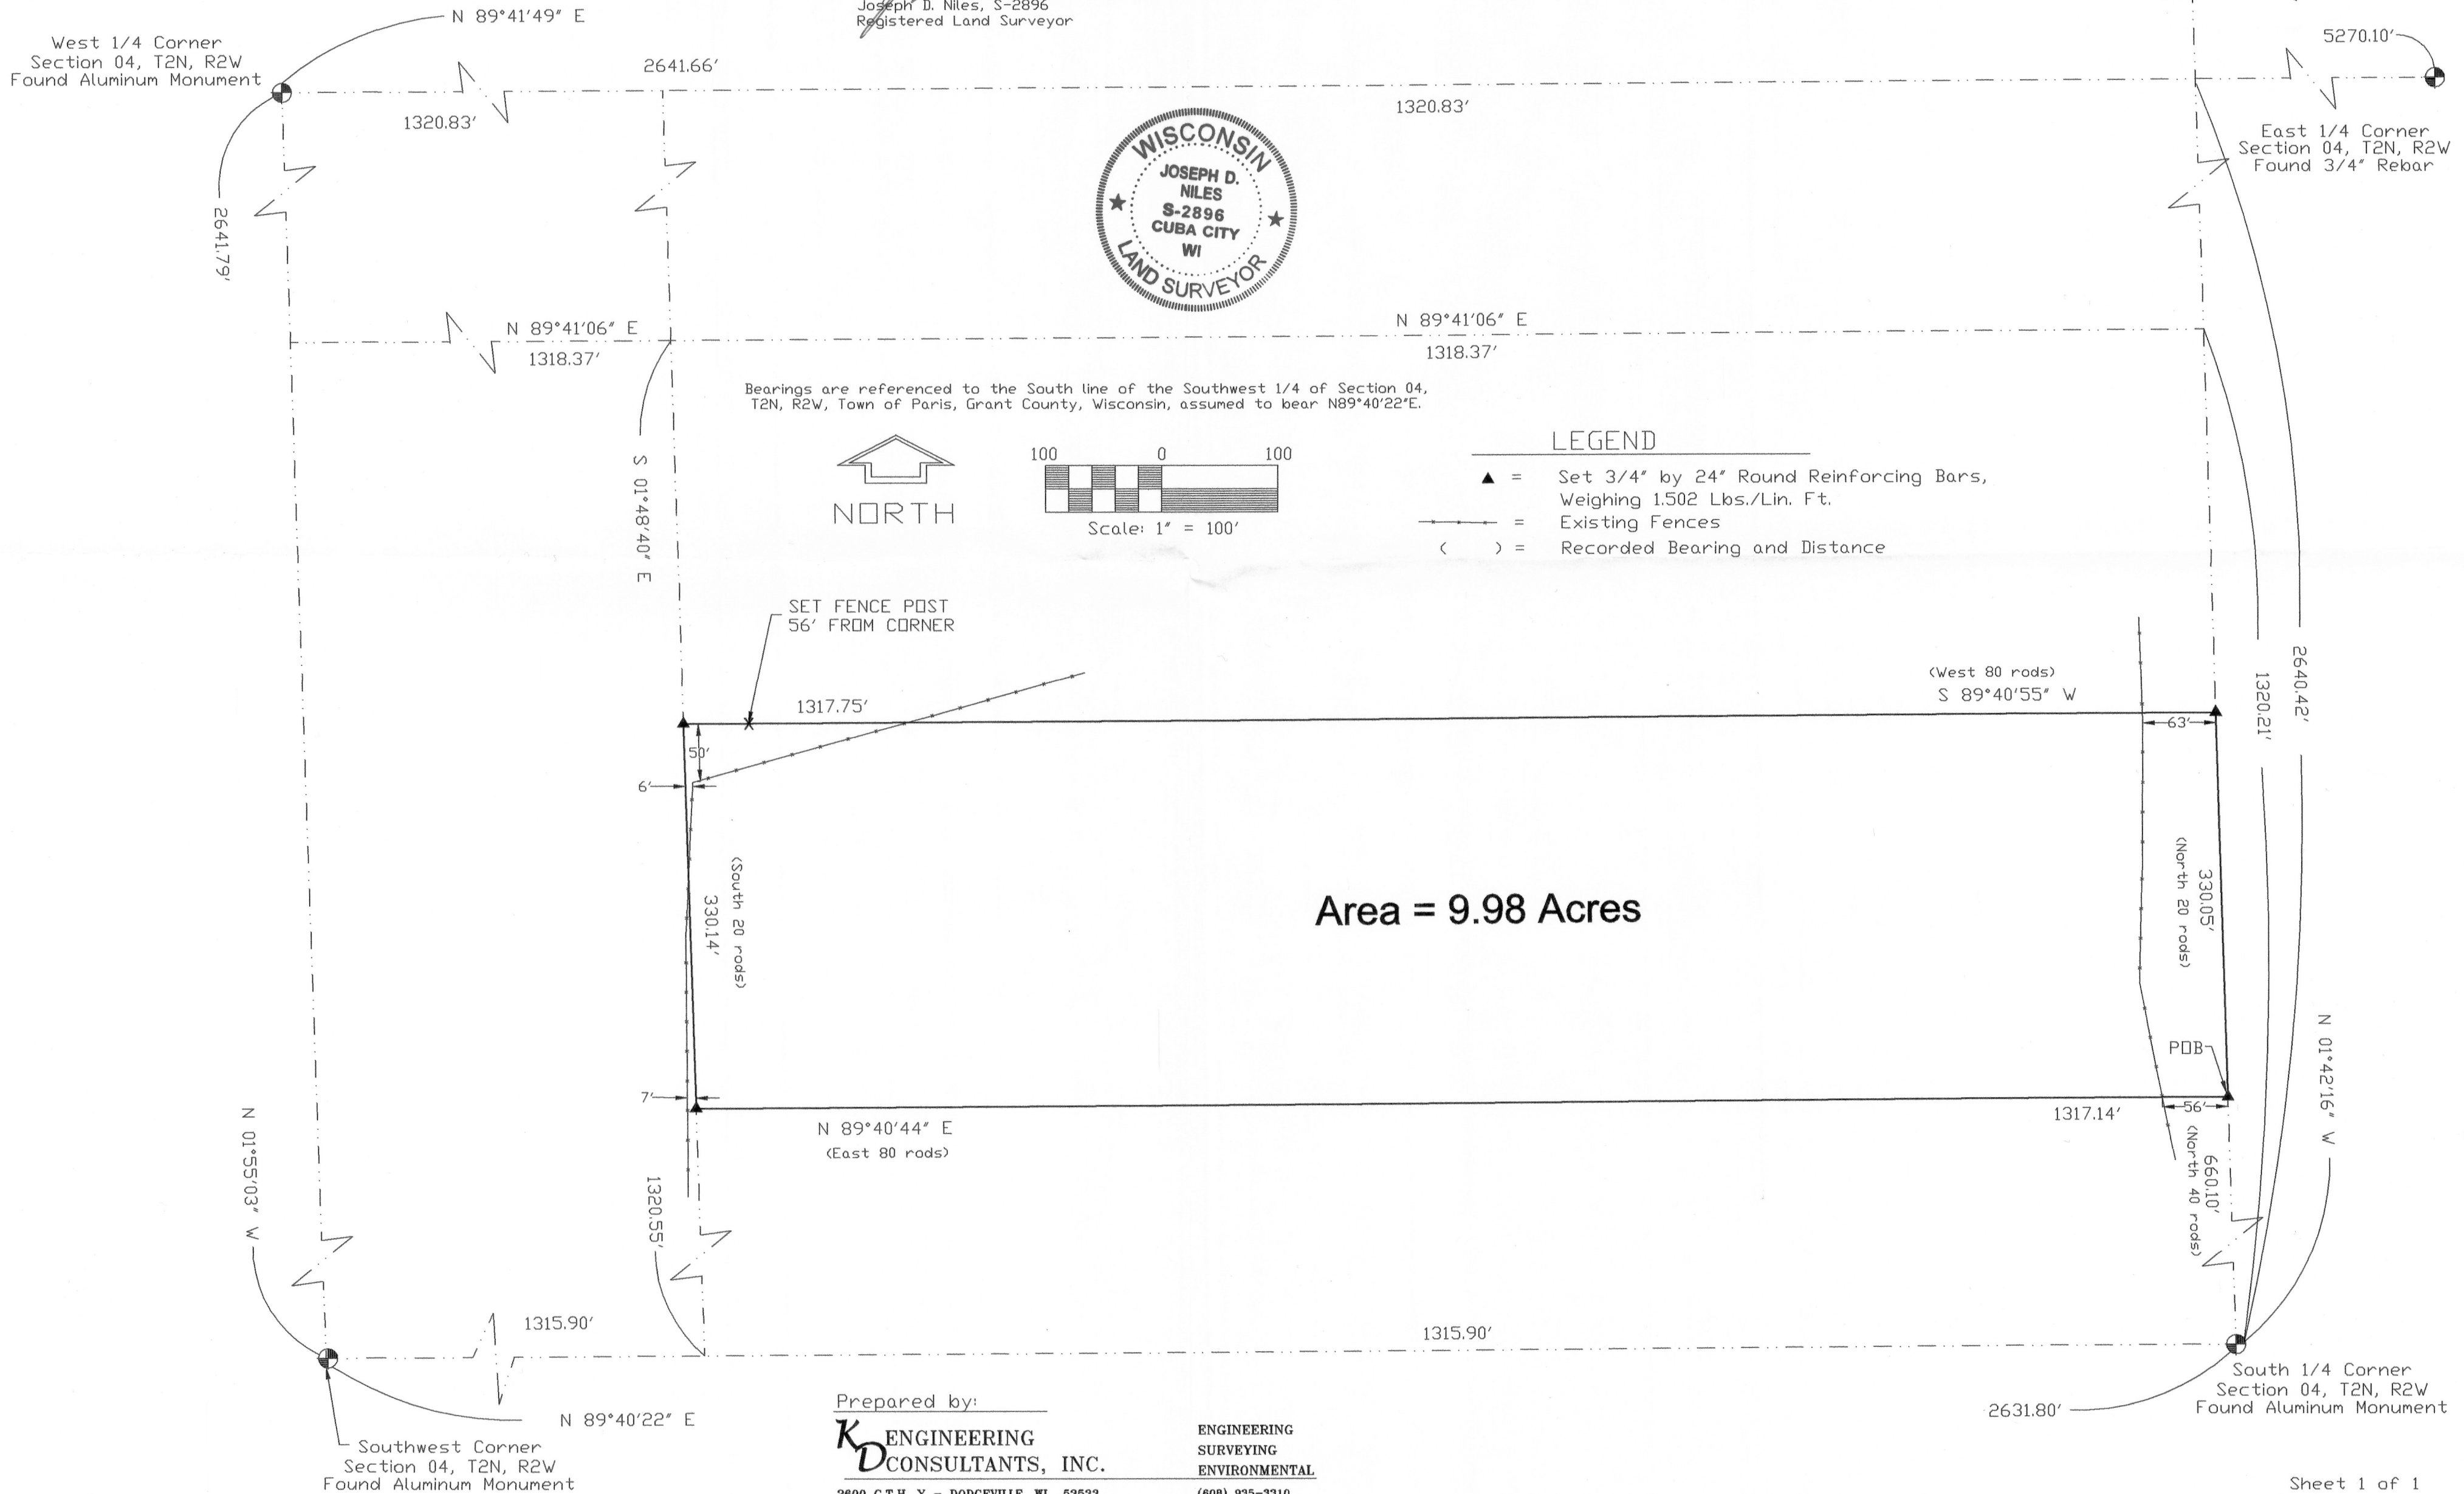 Joseph D. Niles, S-2896
Registered Land Surveyor
N 89°41'49" E
West 1/4 Corner
Section 04, T2N, R2W
Found Aluminum Monument
2641.66'
5270.10'
1320.83'
1320.83'
East 1/4 Corner
Section 04, T2N, R2W
Found 3/4" Rebar
WISCONSIN
JOSEPH D.
NILES
S-2896
CUBA CITY
WI
LAND SURVEYOR
2641.79'
N 89°41'06" E
1318.37'
N 89°41'06" E
1318.37'
Bearings are referenced to the South line of the Southwest 1/4 of Section 04,
T2N, R2W, Town of Paris, Grant County, Wisconsin, assumed to bear N89°40'22"E.
NORTH
100 0 100
Scale: 1" = 100'
LEGEND
▲ = Set 3/4" by 24" Round Reinforcing Bars,
Weighing 1.502 Lbs./Lin. Ft.
= Existing Fences
( ) = Recorded Bearing and Distance
S 01°48'40" E
SET FENCE POST
56' FROM CORNER
1317.75'
(West 80 rods)
S 89°40'55" W
2640.42'
1320.21'
50'
6'
63'
(South 20 rods)
330.14'
Area = 9.98 Acres
330.05'
(North 20 rods)
POB
7'
56'
1317.14'
N 89°40'44" E
(East 80 rods)
N 01°42'16" W
660.10'
(North 40 rods)
N 01°55'03" W
1320.55'
1315.90'
1315.90'
South 1/4 Corner
Section 04, T2N, R2W
Found Aluminum Monument
2631.80'
N 89°40'22" E
Southwest Corner
Section 04, T2N, R2W
Found Aluminum Monument
Prepared by:
KD ENGINEERING
CONSULTANTS, INC.
ENGINEERING
SURVEYING
ENVIRONMENTAL
DODGEVILLE, WI. 53533
(608) 935-3310
Sheet 1 of 1